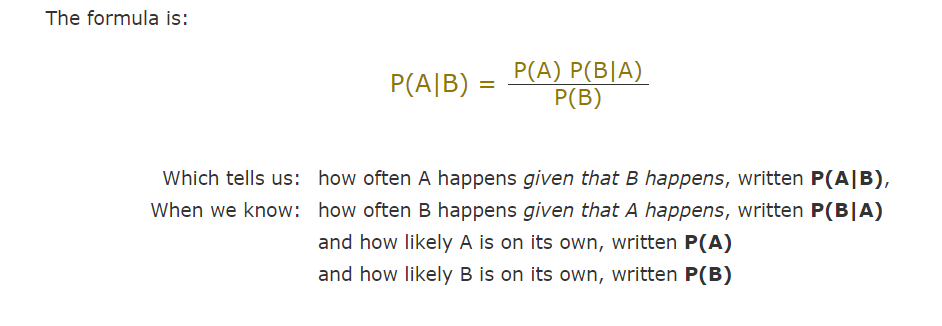 The formula is:
P(A|B) = P(A) P(B|A)
P(B)
Which tells us: how often A happens given that B happens, written P(A|B),
When we know: how often B happens given that A happens, written P(B|A)
and how likely A is on its own, written P(A)
and how likely B is on its own, written P(B)